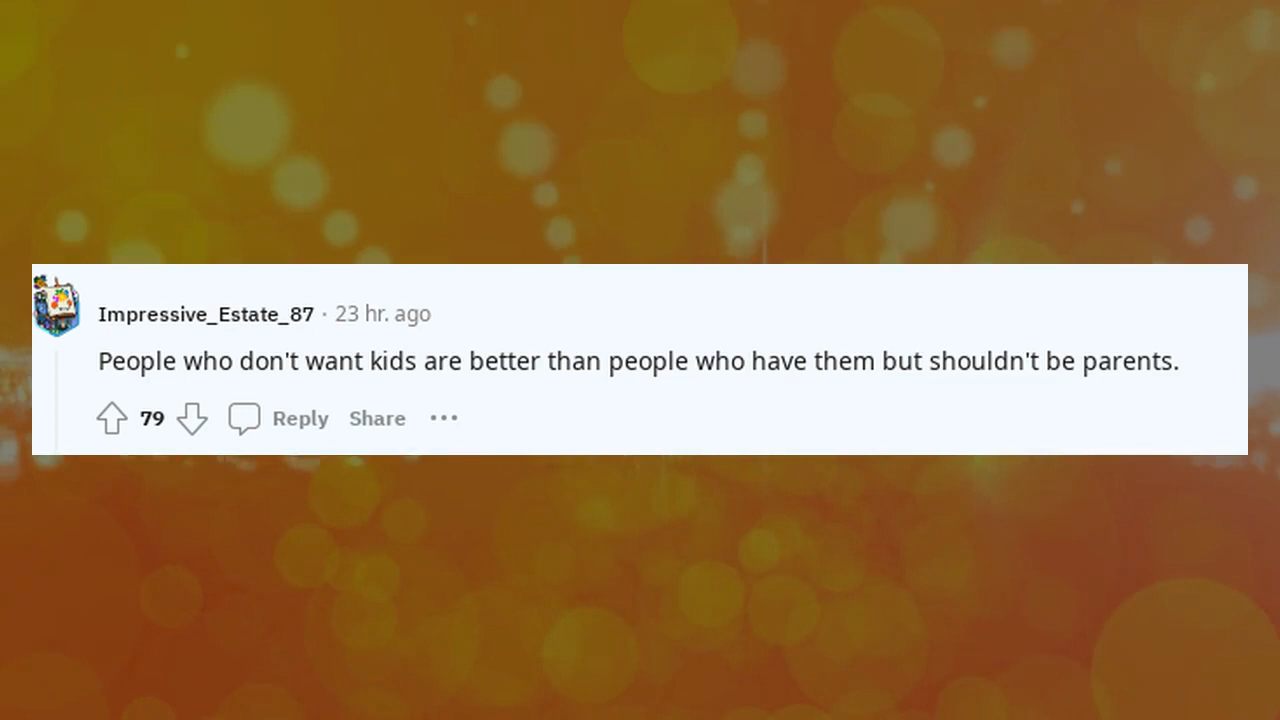 Impressive_Estate_87 · 23 hr. ago
People who don't want kids are better than people who have them but shouldn't be parents.
79 Reply Share ···